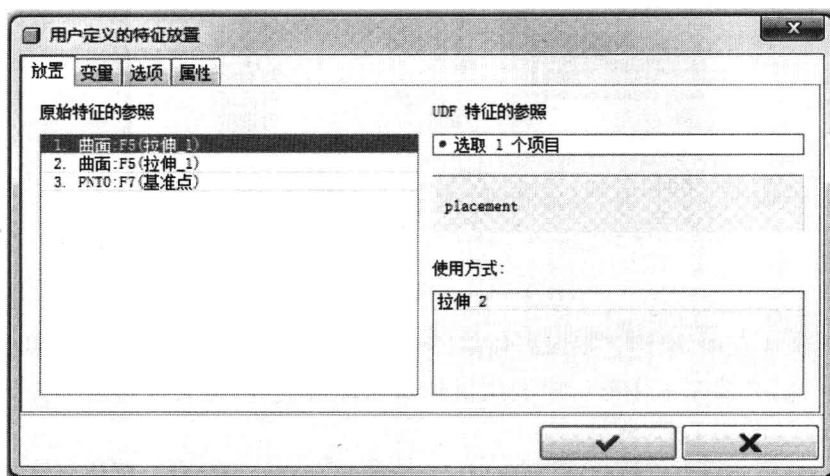 用户定义的特征放置
放置 变量 选项 属性
原始特征的参照
1. 曲面:F5(拉伸_1)
2. 曲面:F5(拉伸_1)
3. PNT0:F7(基准点)
UDF 特征的参照
• 选取 1 个项目
placement
使用方式:
拉伸 2